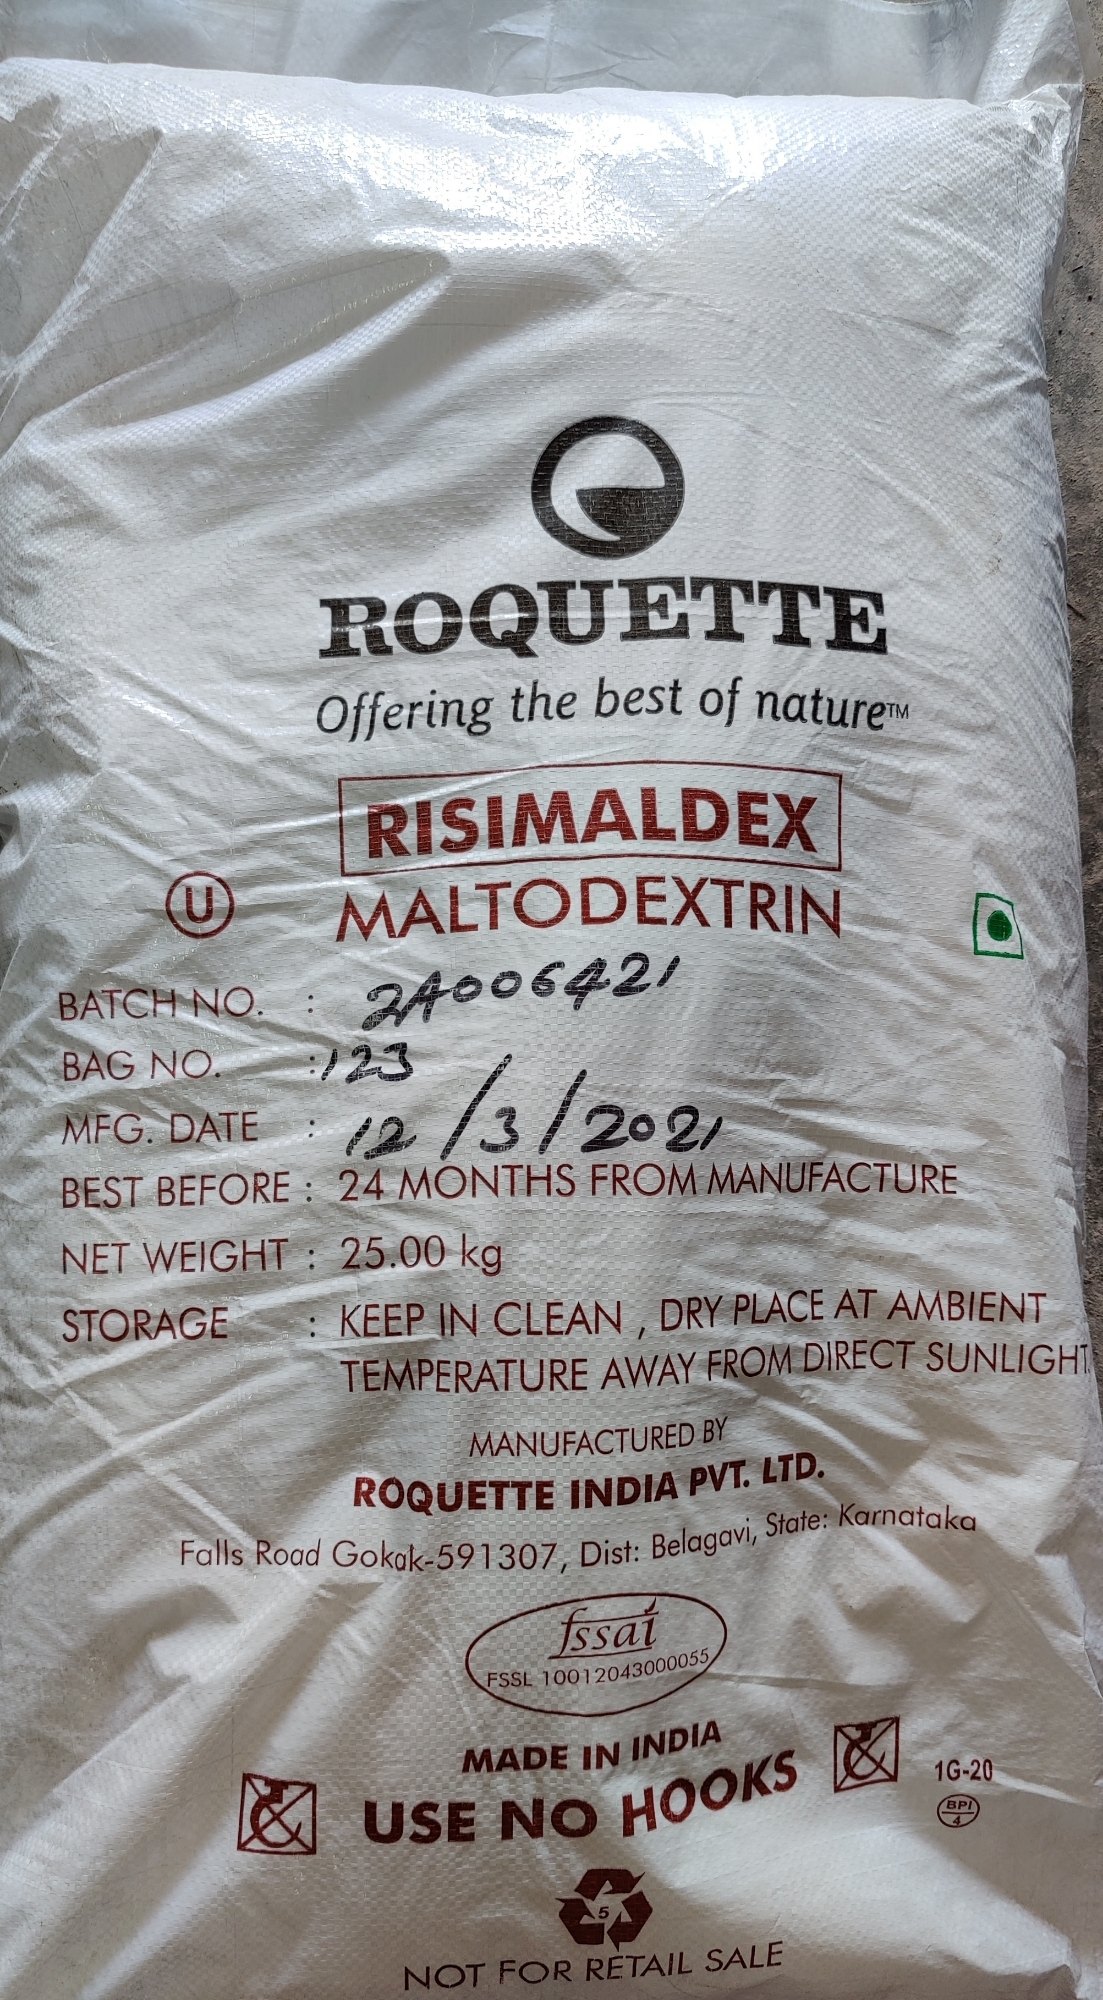 ROQUETTE
Offering the best of nature™
RISIMALDEX
U MALTODEXTRIN
BATCH NO. : 2A006421
BAG NO. : 123
MFG. DATE : 12/3/2021
BEST BEFORE : 24 MONTHS FROM MANUFACTURE
NET WEIGHT : 25.00 kg
STORAGE : KEEP IN CLEAN , DRY PLACE AT AMBIENT
TEMPERATURE AWAY FROM DIRECT SUNLIGHT.
MANUFACTURED BY
ROQUETTE INDIA PVT. LTD.
Falls Road Gokak-591307, Dist: Belagavi, State: Karnataka
fssai
FSSL 10012043000055
MADE IN INDIA
USE NO HOOKS
1G-20
BPI
4
5
NOT FOR RETAIL SALE